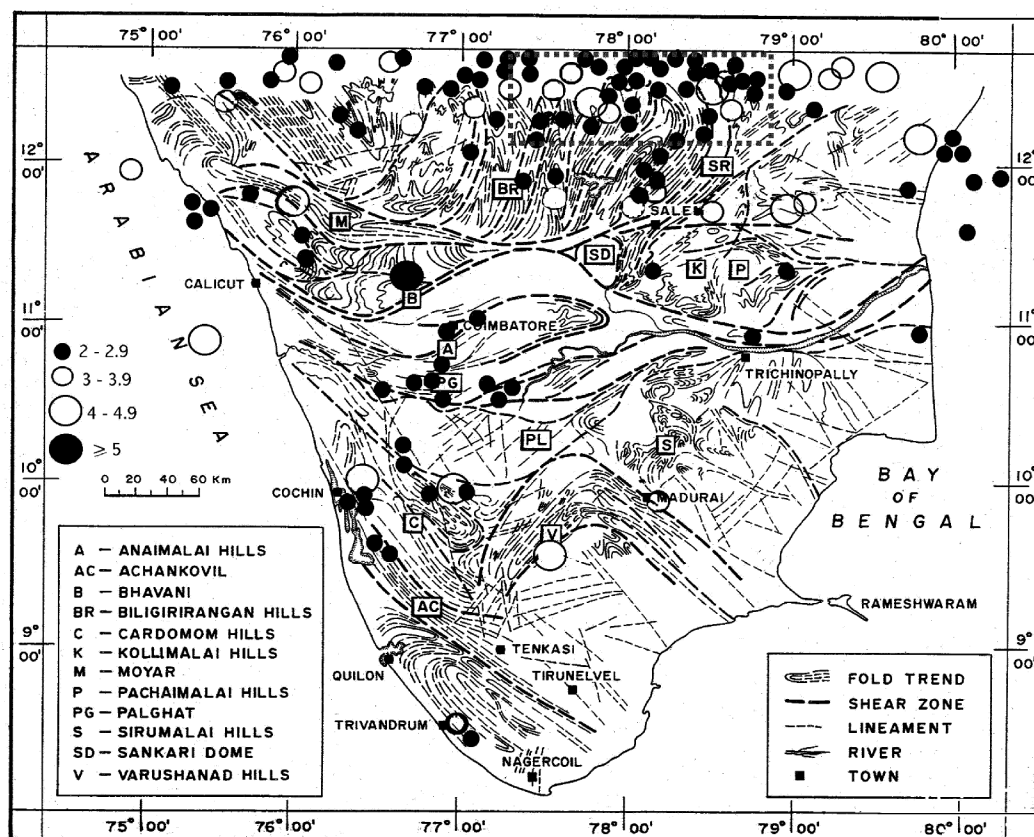 75°00' 76°00' 77°00' 78°00' 79°00' 80°00'
12°
00'
12°
00'
11°
00'
11°
00'
10°
00'
10°
00'
9°
00'
9°
00'
ARABIAN SEA
BR
SR
M
SALEM
SD
K
P
B
CALICUT
COIMBATORE
A
TRICHINOPALLY
PG
PL
S
COCHIN
MADURAI
BAY
OF
BENGAL
C
V
AC
RAMESHWARAM
TENKASI
QUILON
TIRUNELVEL
TRIVANDRUM
NAGERCOIL
2 - 2.9
3 - 3.9
4 - 4.9
≥ 5
0 20 40 60 Km
A — ANAIMALAI HILLS
AC — ACHANKOVIL
B — BHAVANI
BR — BILIGIRIRANGAN HILLS
C — CARDOMOM HILLS
K — KOLLIMALAI HILLS
M — MOYAR
P — PACHAIMALAI HILLS
PG — PALGHAT
S — SIRUMALAI HILLS
SD — SANKARI DOME
V — VARUSHANAD HILLS
FOLD TREND
SHEAR ZONE
LINEAMENT
RIVER
TOWN
75°00' 76°00' 77°00' 78°00' 79°00' 80°00'